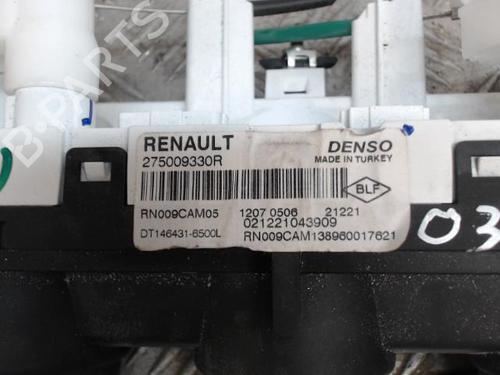 RENAULT DENSO
275009330R MADE IN TURKEY
BLF
RN009CAM05 1207 0506 21221
021221043909
DT146431-6500L RN009CAM138960017621
03
B-PARTS